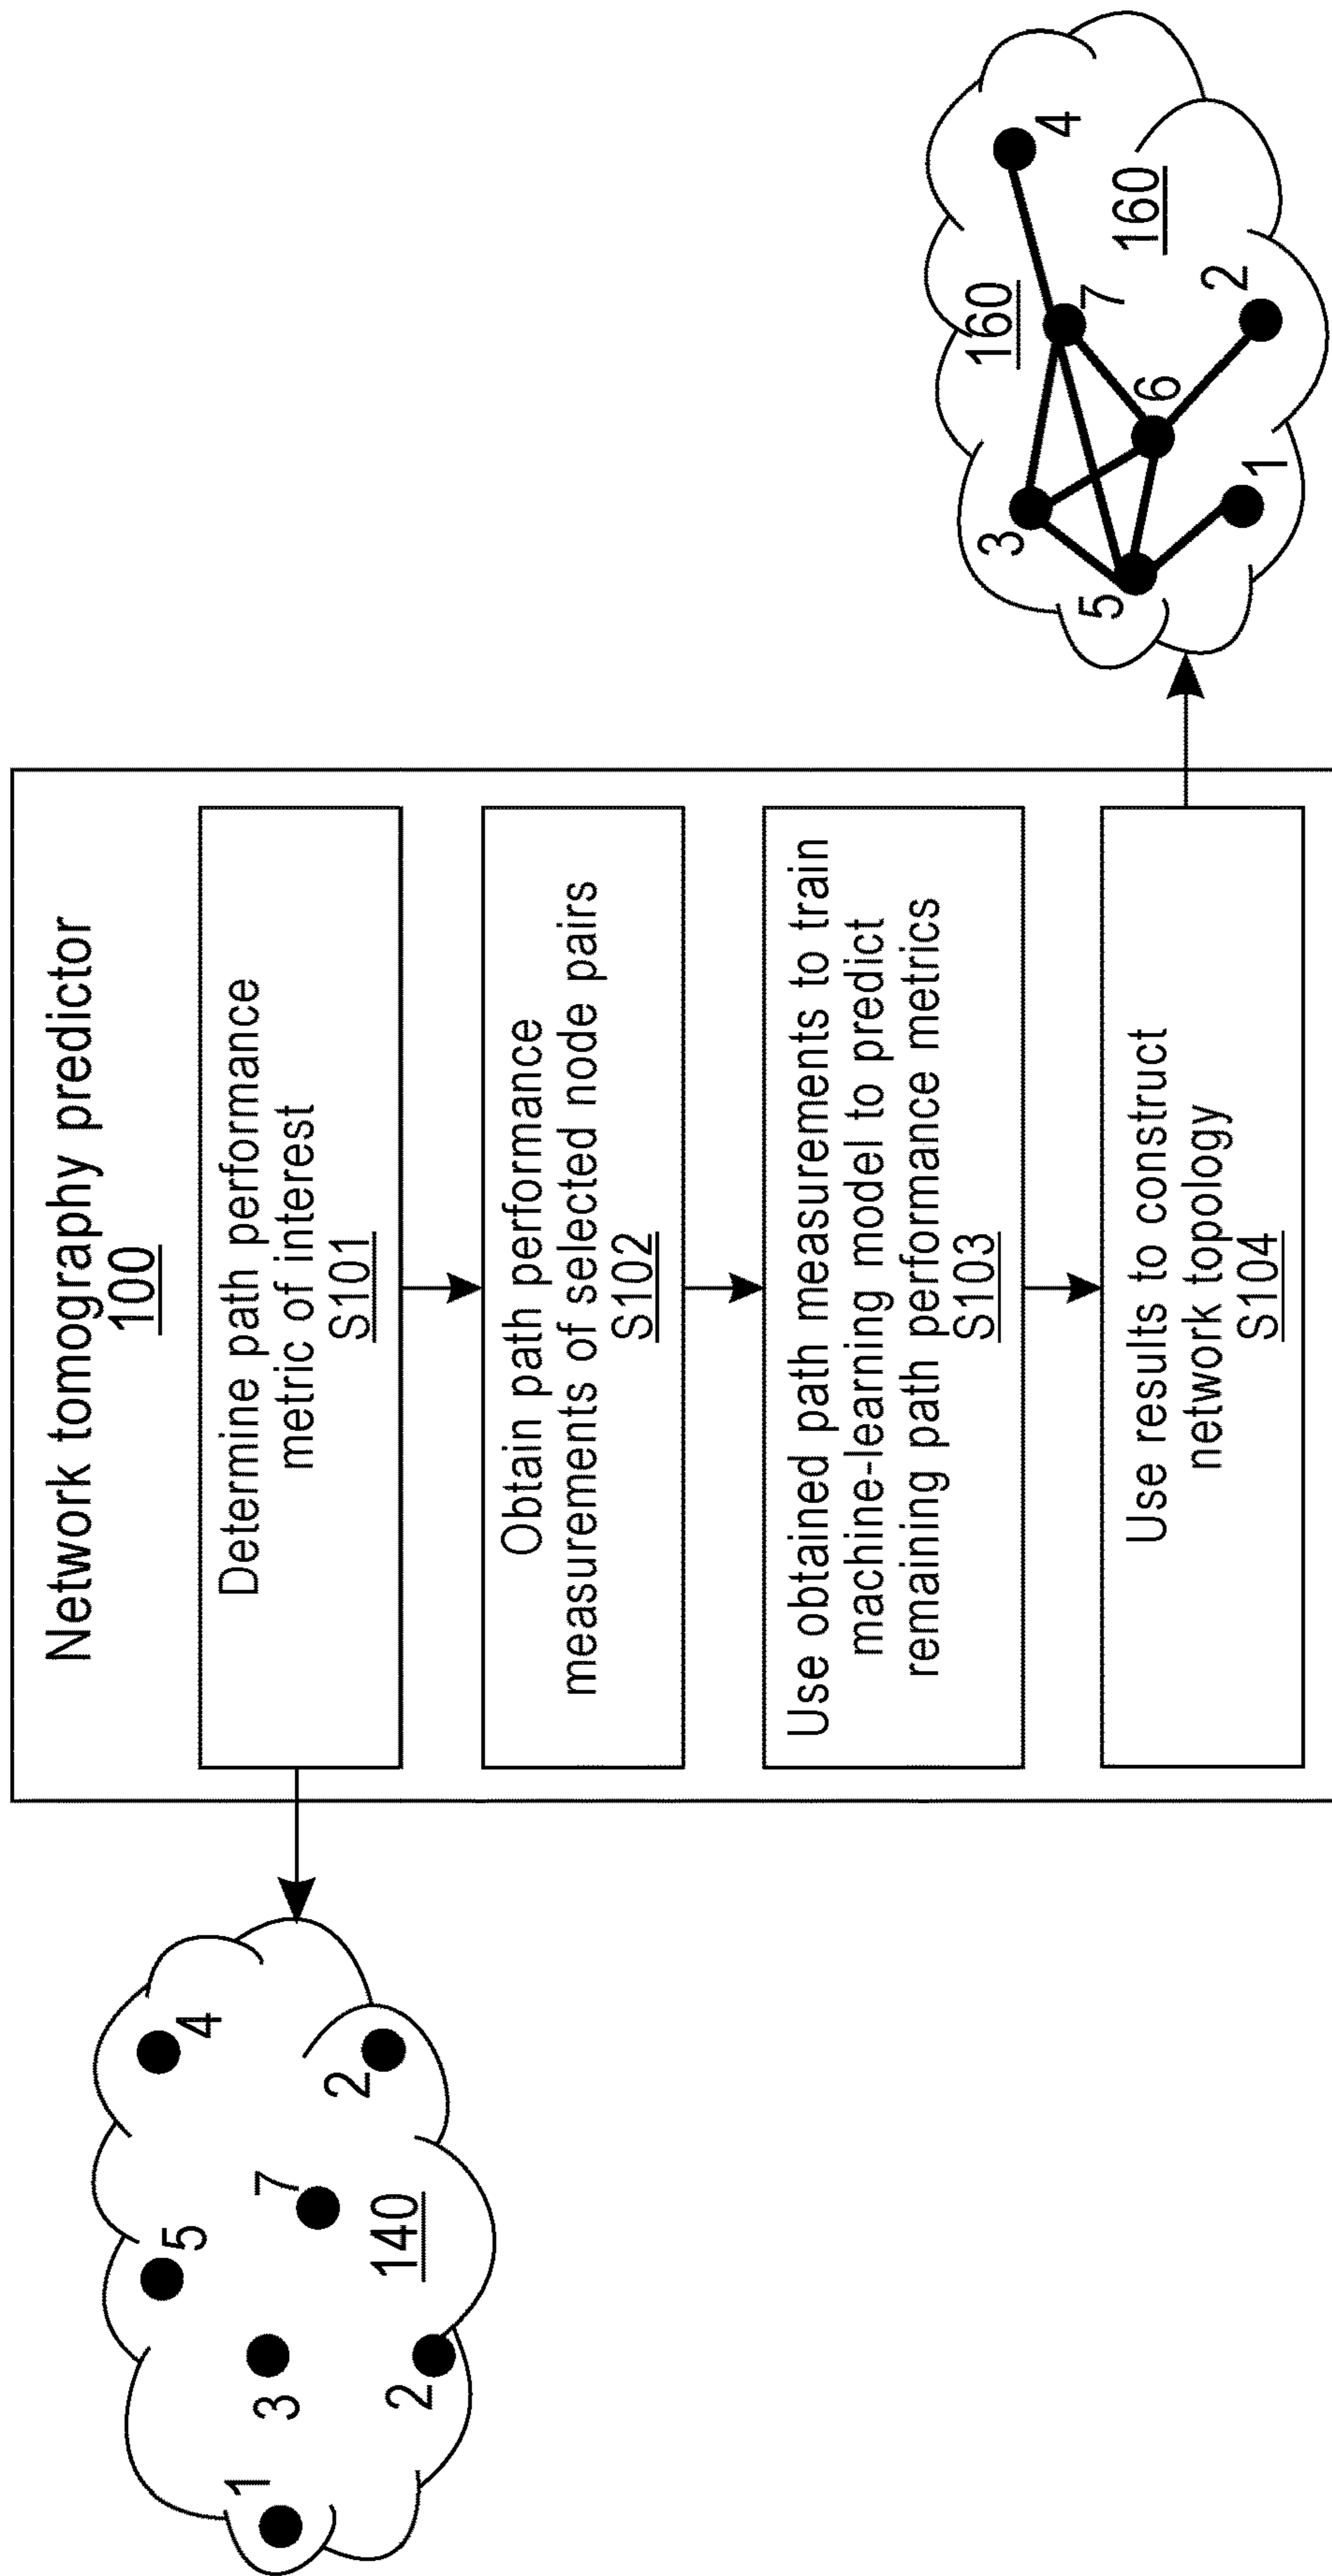 Network tomography predictor
100
Determine path performance
metric of interest
S101
Obtain path performance
measurements of selected node pairs
S102
Use obtained path measurements to train
machine-learning model to predict
remaining path performance metrics
S103
Use results to construct
network topology
S104
5
4
1
3
7
2
140
2
3
160
4
5
7
160
6
2
1